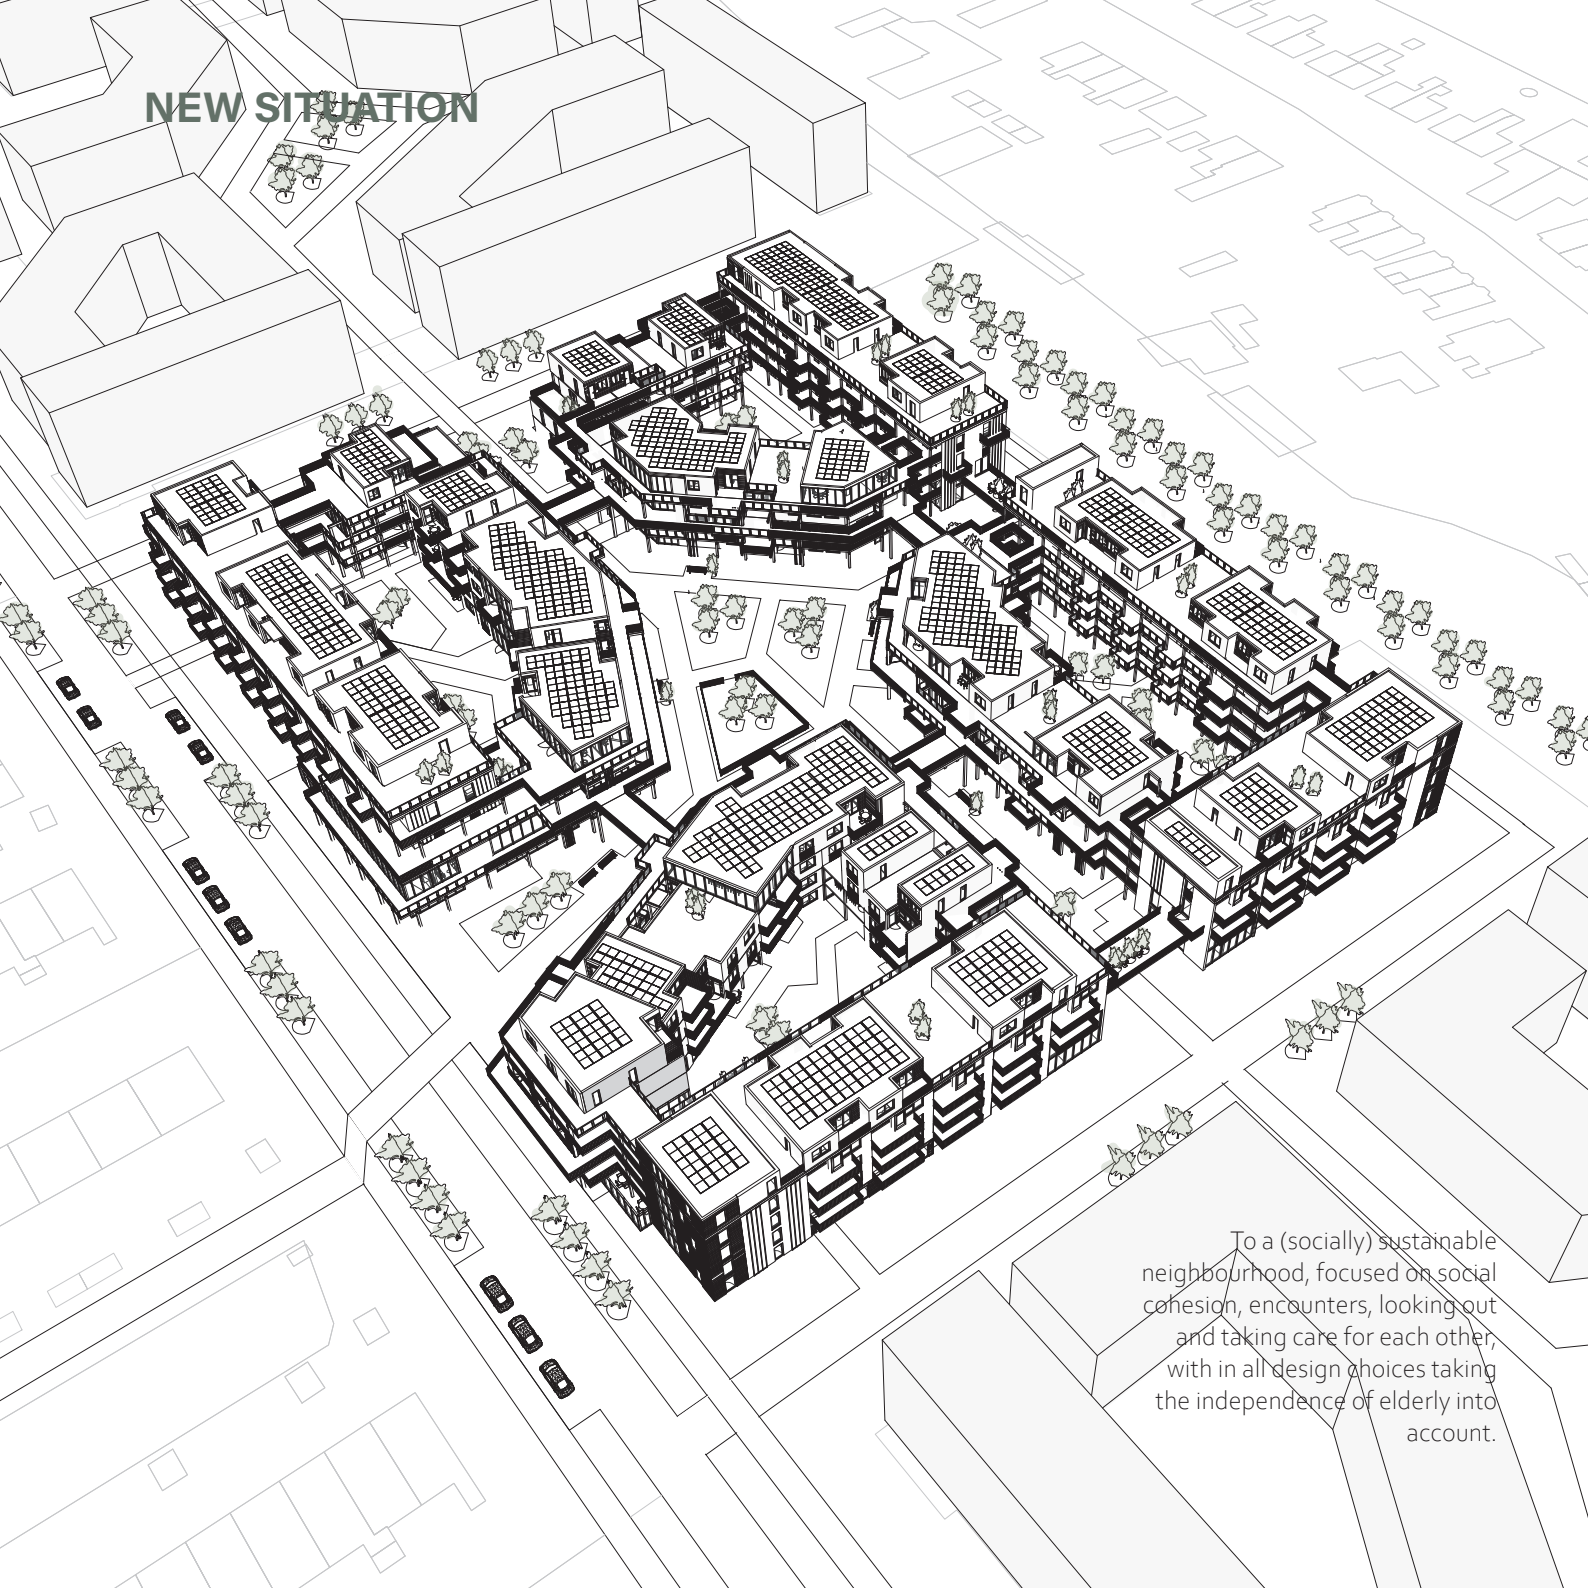 NEW SITUATION
To a (socially) sustainable
neighbourhood, focused on social
cohesion, encounters, looking out
and taking care for each other,
with in all design choices taking
the independence of elderly into
account.